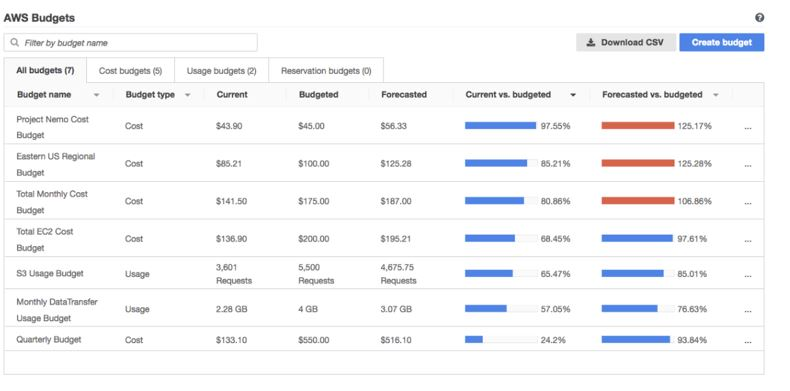 AWS Budgets
?
Filter by budget name
Download CSV
Create budget
All budgets (7)
Cost budgets (5)
Usage budgets (2)
Reservation budgets (0)
Budget name Budget type Current Budgeted Forecasted Current vs. budgeted Forecasted vs. budgeted
Project Nemo Cost
Budget
Cost $43.90 $45.00 $56.33 97.55% 125.17% ...
Eastern US Regional
Budget
Cost $85.21 $100.00 $125.28 85.21% 125.28% ...
Total Monthly Cost
Budget
Cost $141.50 $175.00 $187.00 80.86% 106.86% ...
Total EC2 Cost
Budget
Cost $136.90 $200.00 $195.21 68.45% 97.61% ...
S3 Usage Budget Usage
3,601
Requests
5,500
Requests
4,675.75
Requests
65.47% 85.01% ...
Monthly DataTransfer
Usage Budget
Usage 2.28 GB 4 GB 3.07 GB 57.05% 76.63% ...
Quarterly Budget Cost $133.10 $550.00 $516.10 24.2% 93.84% ...